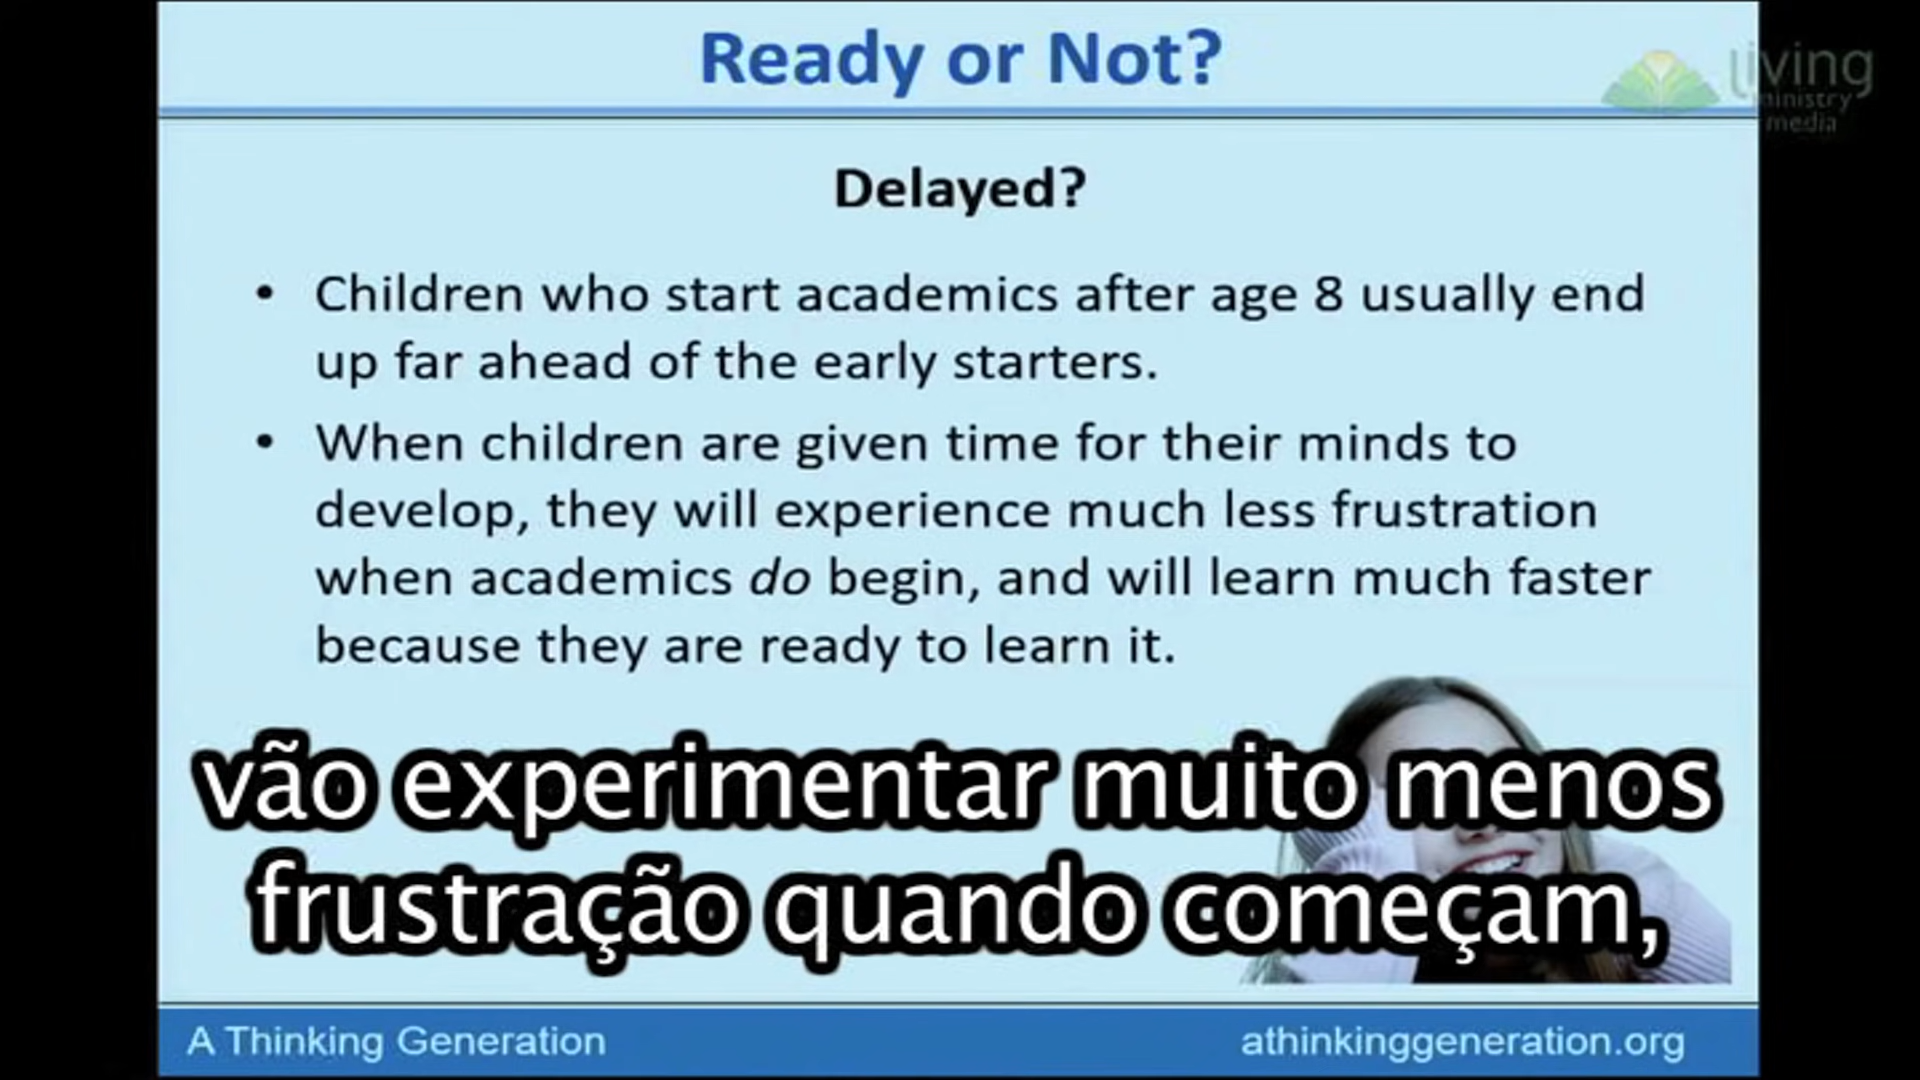 Ready or Not?
living
ministry
media
Delayed?
• Children who start academics after age 8 usually end
up far ahead of the early starters.
• When children are given time for their minds to
develop, they will experience much less frustration
when academics do begin, and will learn much faster
because they are ready to learn it.
vão experimentar muito menos
frustração quando começam,
A Thinking Generation
athinkinggeneration.org